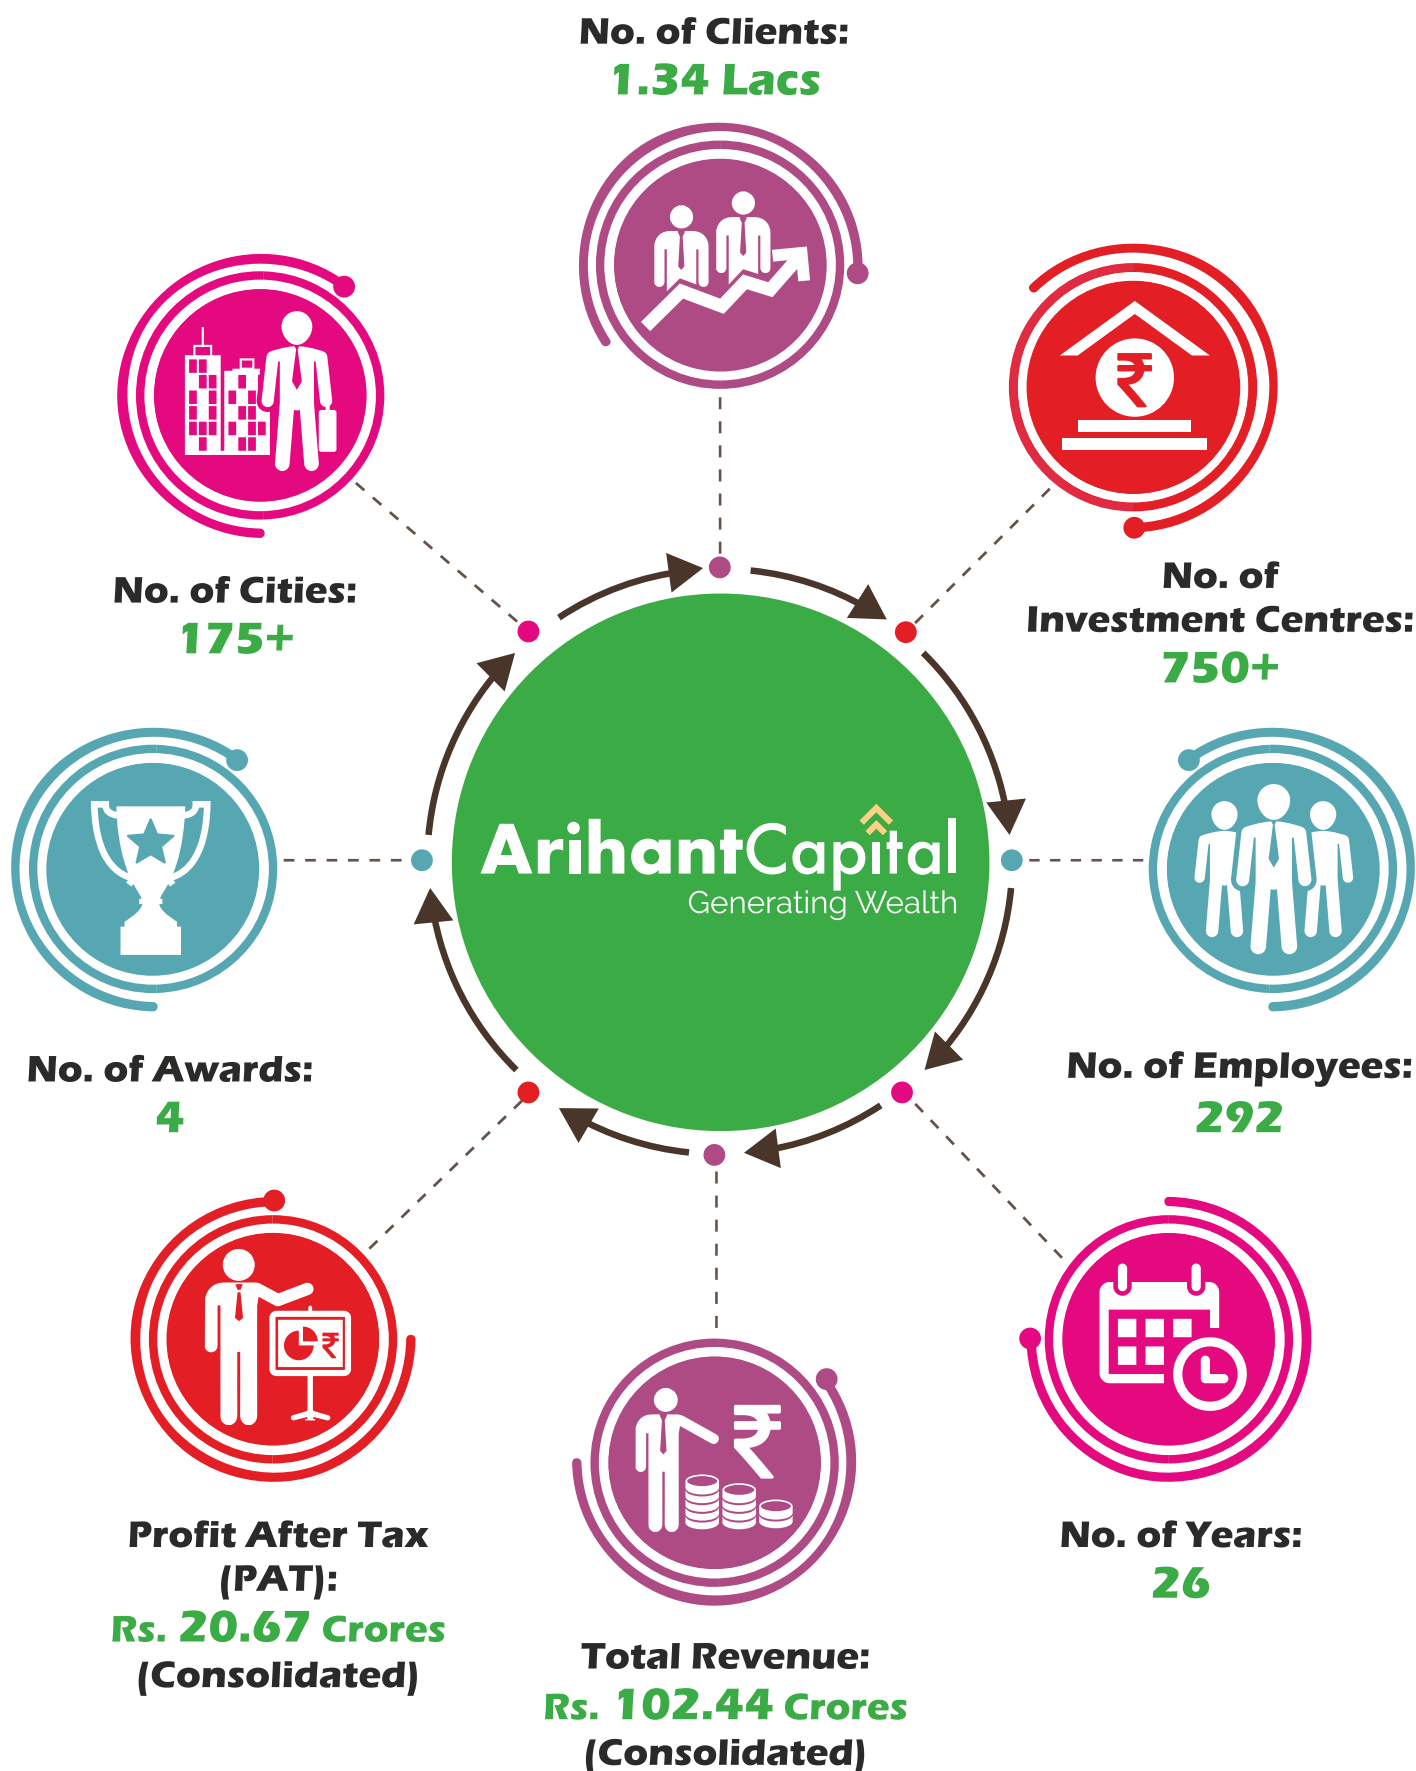 No. of Clients:
1.34 Lacs
No. of
Investment Centres:
750+
No. of Cities:
175+
ArihantCapital
Generating Wealth
No. of Employees:
292
No. of Awards:
4
No. of Years:
26
Profit After Tax
(PAT):
Rs. 20.67 Crores
(Consolidated)
Total Revenue:
Rs. 102.44 Crores
(Consolidated)
₹
₹
₹